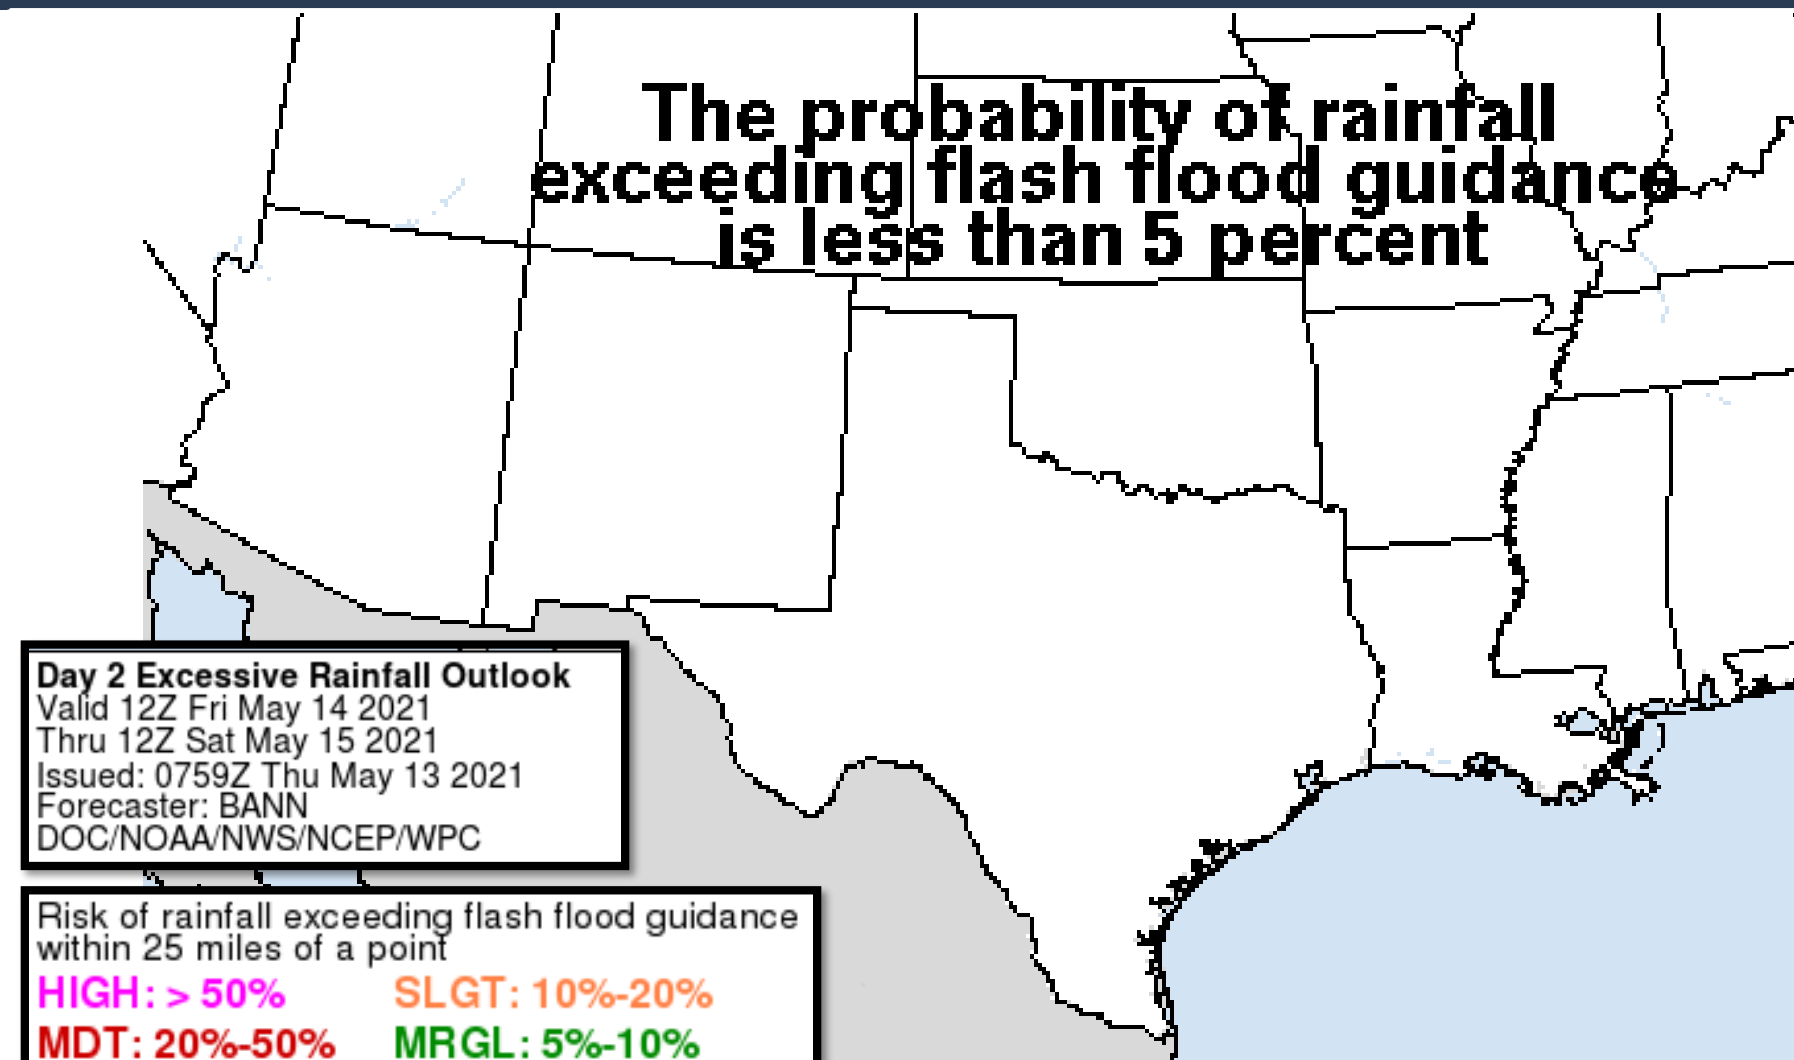 The probability of rainfall
exceeding flash flood guidance
is less than 5 percent
Day 2 Excessive Rainfall Outlook
Valid 12Z Fri May 14 2021
Thru 12Z Sat May 15 2021
Issued: 0759Z Thu May 13 2021
Forecaster: BANN
DOC/NOAA/NWS/NCEP/WPC
Risk of rainfall exceeding flash flood guidance
within 25 miles of a point
HIGH: > 50% SLGT: 10%-20%
MDT: 20%-50% MRGL: 5%-10%